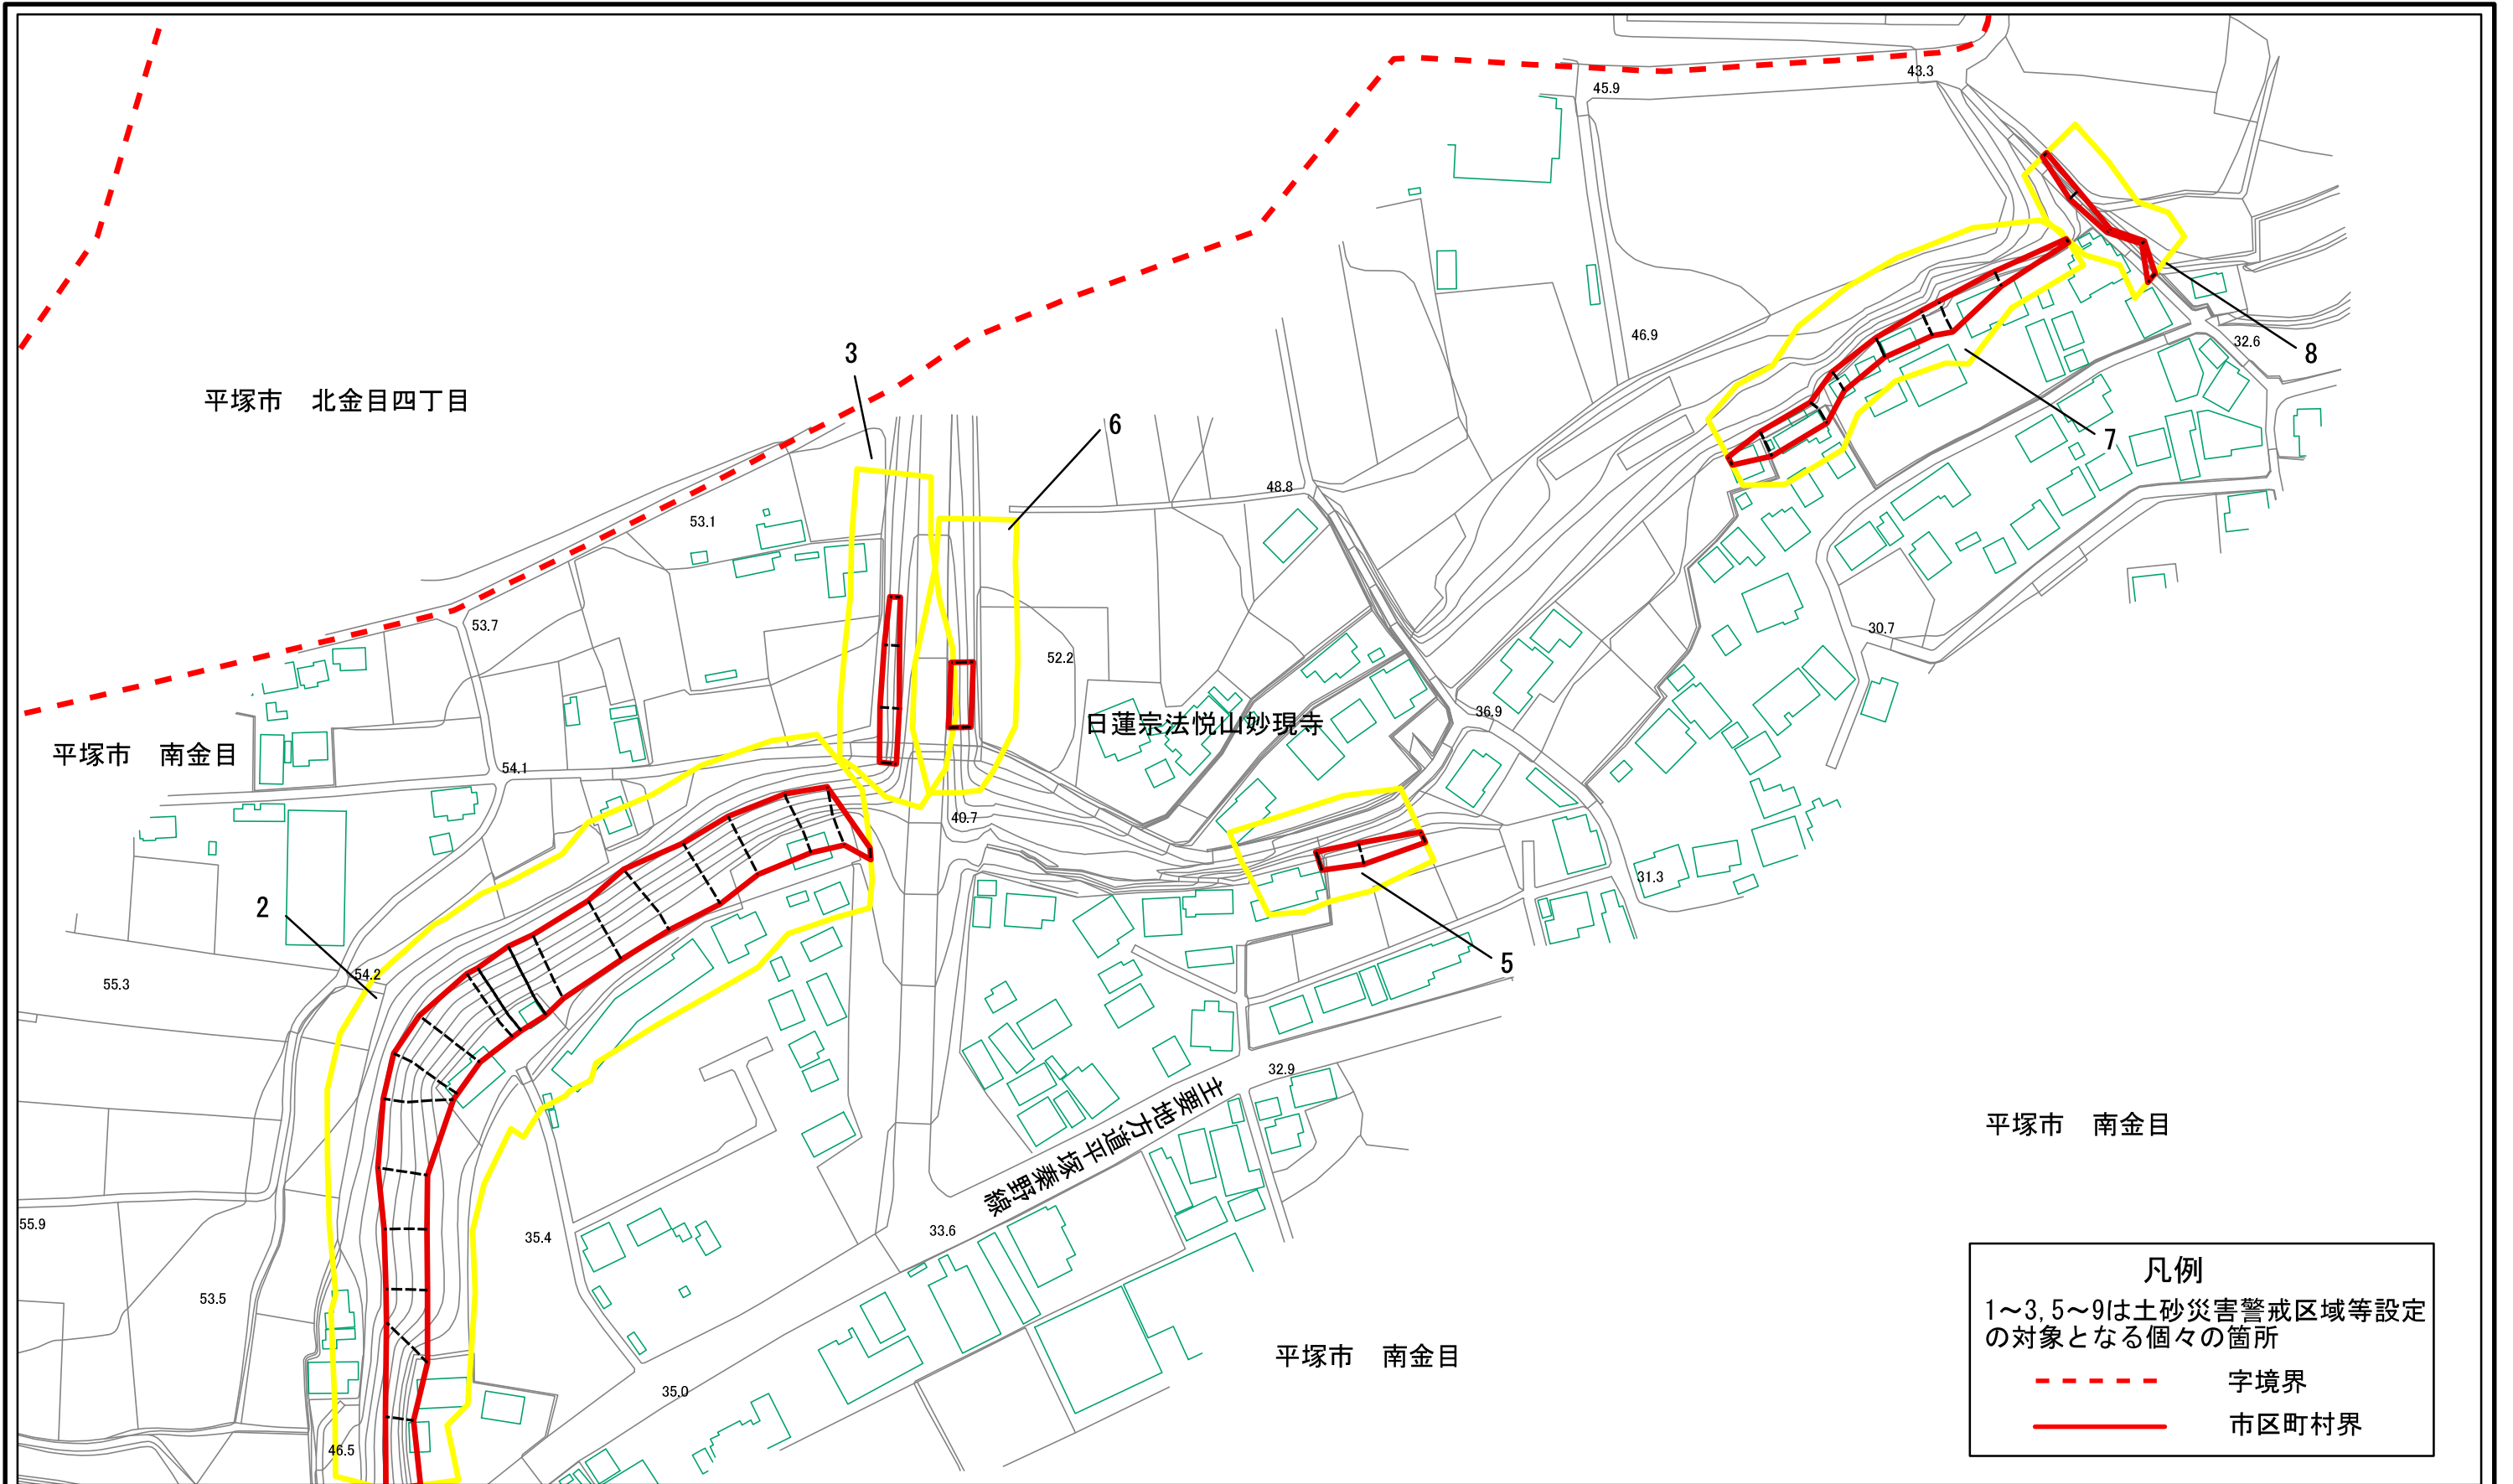 43.3
45.9
32.6
8
46.9
3
平塚市　北金目四丁目
6
7
48.8
53.1
53.7
30.7
52.2
36.9
日蓮宗法悦山妙現寺
平塚市　南金目
54.1
40.7
31.3
2
5
54.2
55.3
32.9
主要地方道平塚秦野線
平塚市　南金目
55.9
33.6
35.4
53.5
凡例
1～3,5～9は土砂災害警戒区域等設定
の対象となる個々の箇所
字境界
市区町村界
平塚市　南金目
35.0
46.5